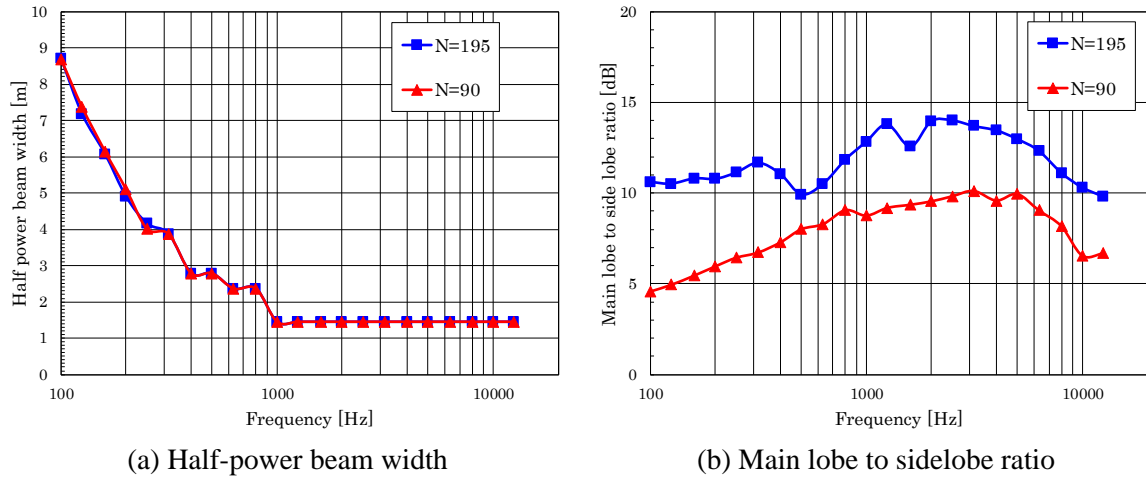 10
9
8
7
6
5
4
3
2
1
0
Half power beam width [m]
N=195
N=90
100
1000
10000
Frequency [Hz]
(a) Half-power beam width
20
15
10
5
0
Main lobe to side lobe ratio [dB]
N=195
N=90
100
1000
10000
Frequency [Hz]
(b) Main lobe to sidelobe ratio